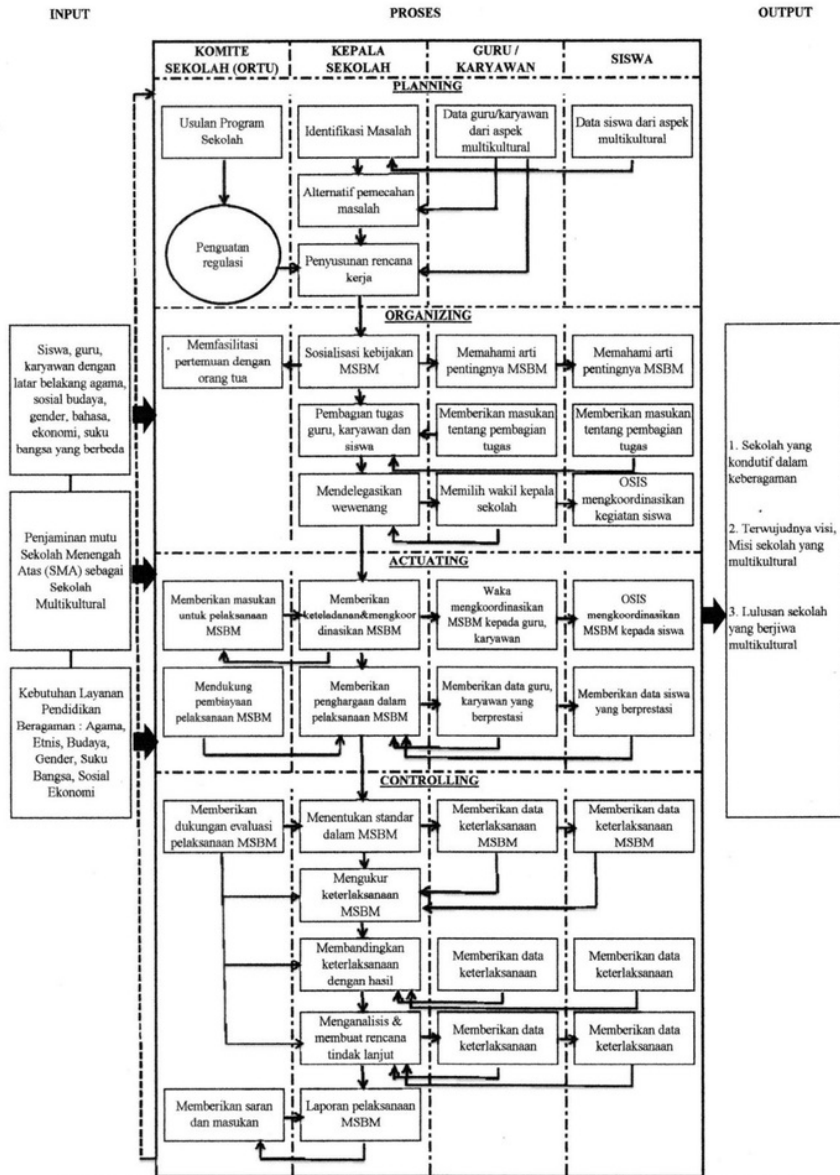 INPUT
PROSES
OUTPUT
KOMITE
SEKOLAH (ORTU)
KEPALA
SEKOLAH
GURU /
KARYAWAN
SISWA
PLANNING
Usulan Program
Sekolah
Identifikasi Masalah
Data guru/karyawan
dari aspek
multikultural
Data siswa dari aspek
multikultural
Alternatif pemecahan
masalah
Penguatan
regulasi
Penyusunan rencana
kerja
ORGANIZING
Memfasilitasi
pertemuan dengan
orang tua
Sosialisasi kebijakan
MSBM
Memahami arti
pentingnya MSBM
Memahami arti
pentingnya MSBM
Pembagian tugas
guru, karyawan dan
siswa
Memberikan masukan
tentang pembagian
tugas
Memberikan masukan
tentang pembagian
tugas
Mendelegasikan
wewenang
Memilih wakil kepala
sekolah
OSIS
mengkoordinasikan
kegiatan siswa
ACTUATING
Memberikan masukan
untuk pelaksanaan
MSBM
Memberikan
keteladanan&mengkoor
dinasikan MSBM
Waka
mengkoordinasikan
MSBM kepada guru,
karyawan
OSIS
mengkoordinasikan
MSBM kepada siswa
Mendukung
pembiayaan
pelaksanaan MSBM
Memberikan
penghargaan dalam
pelaksanaan MSBM
Memberikan data guru,
karyawan yang
berprestasi
Memberikan data siswa
yang berprestasi
CONTROLLING
Memberikan
dukungan evaluasi
pelaksanaan MSBM
Menentukan standar
dalam MSBM
Memberikan data
keterlaksanaan
MSBM
Memberikan data
keterlaksanaan
MSBM
Mengukur
keterlaksanaan
MSBM
Membandingkan
keterlaksanaan
dengan hasil
Memberikan data
keterlaksanaan
Memberikan data
keterlaksanaan
Menganalisis &
membuat rencana
tindak lanjut
Memberikan data
keterlaksanaan
Memberikan data
keterlaksanaan
Memberikan saran
dan masukan
Laporan pelaksanaan
MSBM
Siswa, guru,
karyawan dengan
latar belakang agama,
sosial budaya,
gender, bahasa,
ekonomi, suku
bangsa yang berbeda
Penjaminan mutu
Sekolah Menengah
Atas (SMA) sebagai
Sekolah
Multikultural
Kebutuhan Layanan
Pendidikan
Beragaman : Agama,
Etnis, Budaya,
Gender, Suku
Bangsa, Sosial
Ekonomi
1. Sekolah yang
kondutif dalam
keberagaman
2. Terwujudnya visi,
Misi sekolah yang
multikultural
3. Lulusan sekolah
yang berjiwa
multikultural